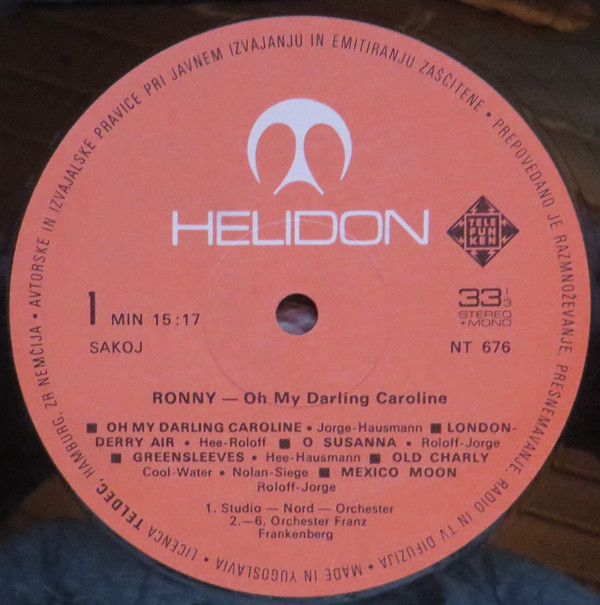 AVTORSKE IN IZVAJALSKE PRAVICE PRI JAVNEM IZVAJANJU IN EMITIRANJU ZAŠČITENE • PREPOVEDANO JE RAZMNOŽEVANJE, PRESNEMAVANJE, RADIO IN TV DIFUZIJA • MADE IN YUGOSLAVIA • LICENCA TELDEC, HAMBURG, ZR NEMČIJA •
HELIDON
TELE
FUN
KEN
1 MIN 15:17
33 1/3
STEREO
+MONO
SAKOJ
NT 676
RONNY — Oh My Darling Caroline
■ OH MY DARLING CAROLINE • Jorge-Hausmann ■ LONDON-
DERRY AIR • Hee-Roloff ■ O SUSANNA • Roloff-Jorge
■ GREENSLEEVES • Hee-Hausmann ■ OLD CHARLY
Cool-Water • Nolan-Siege ■ MEXICO MOON
Roloff-Jorge
1. Studio — Nord — Orchester
2.—6. Orchester Franz
Frankenberg